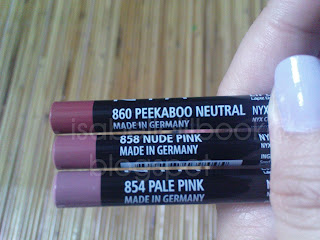 860 PEEKABOO NEUTRAL
MADE IN GERMANY
858 NUDE PINK
MADE IN GERMANY
854 PALE PINK
MADE IN GERMANY
NYX
NYX